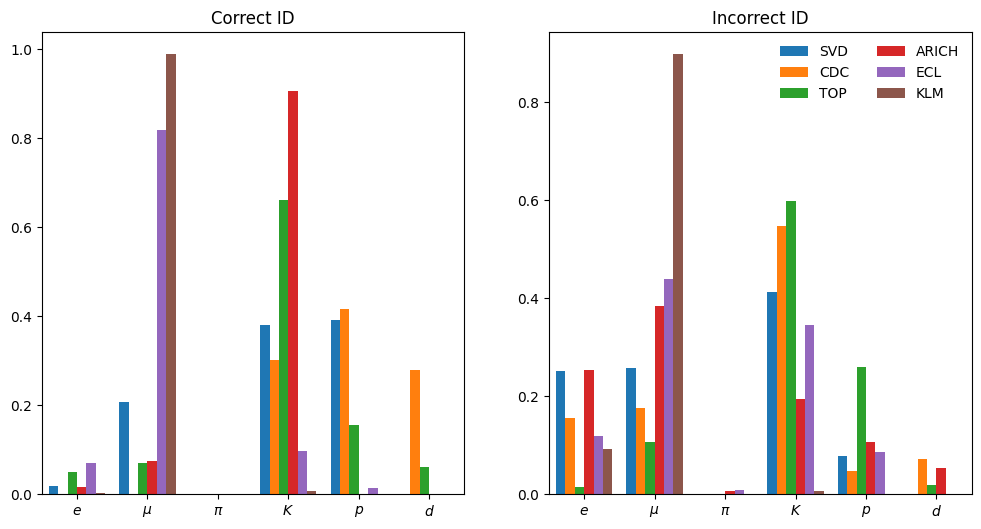 Correct ID
1.0
0.8
0.6
0.4
0.2
0.0
e μ π K p d
Incorrect ID
0.8
0.6
0.4
0.2
0.0
e μ π K p d
SVD
CDC
TOP
ARICH
ECL
KLM